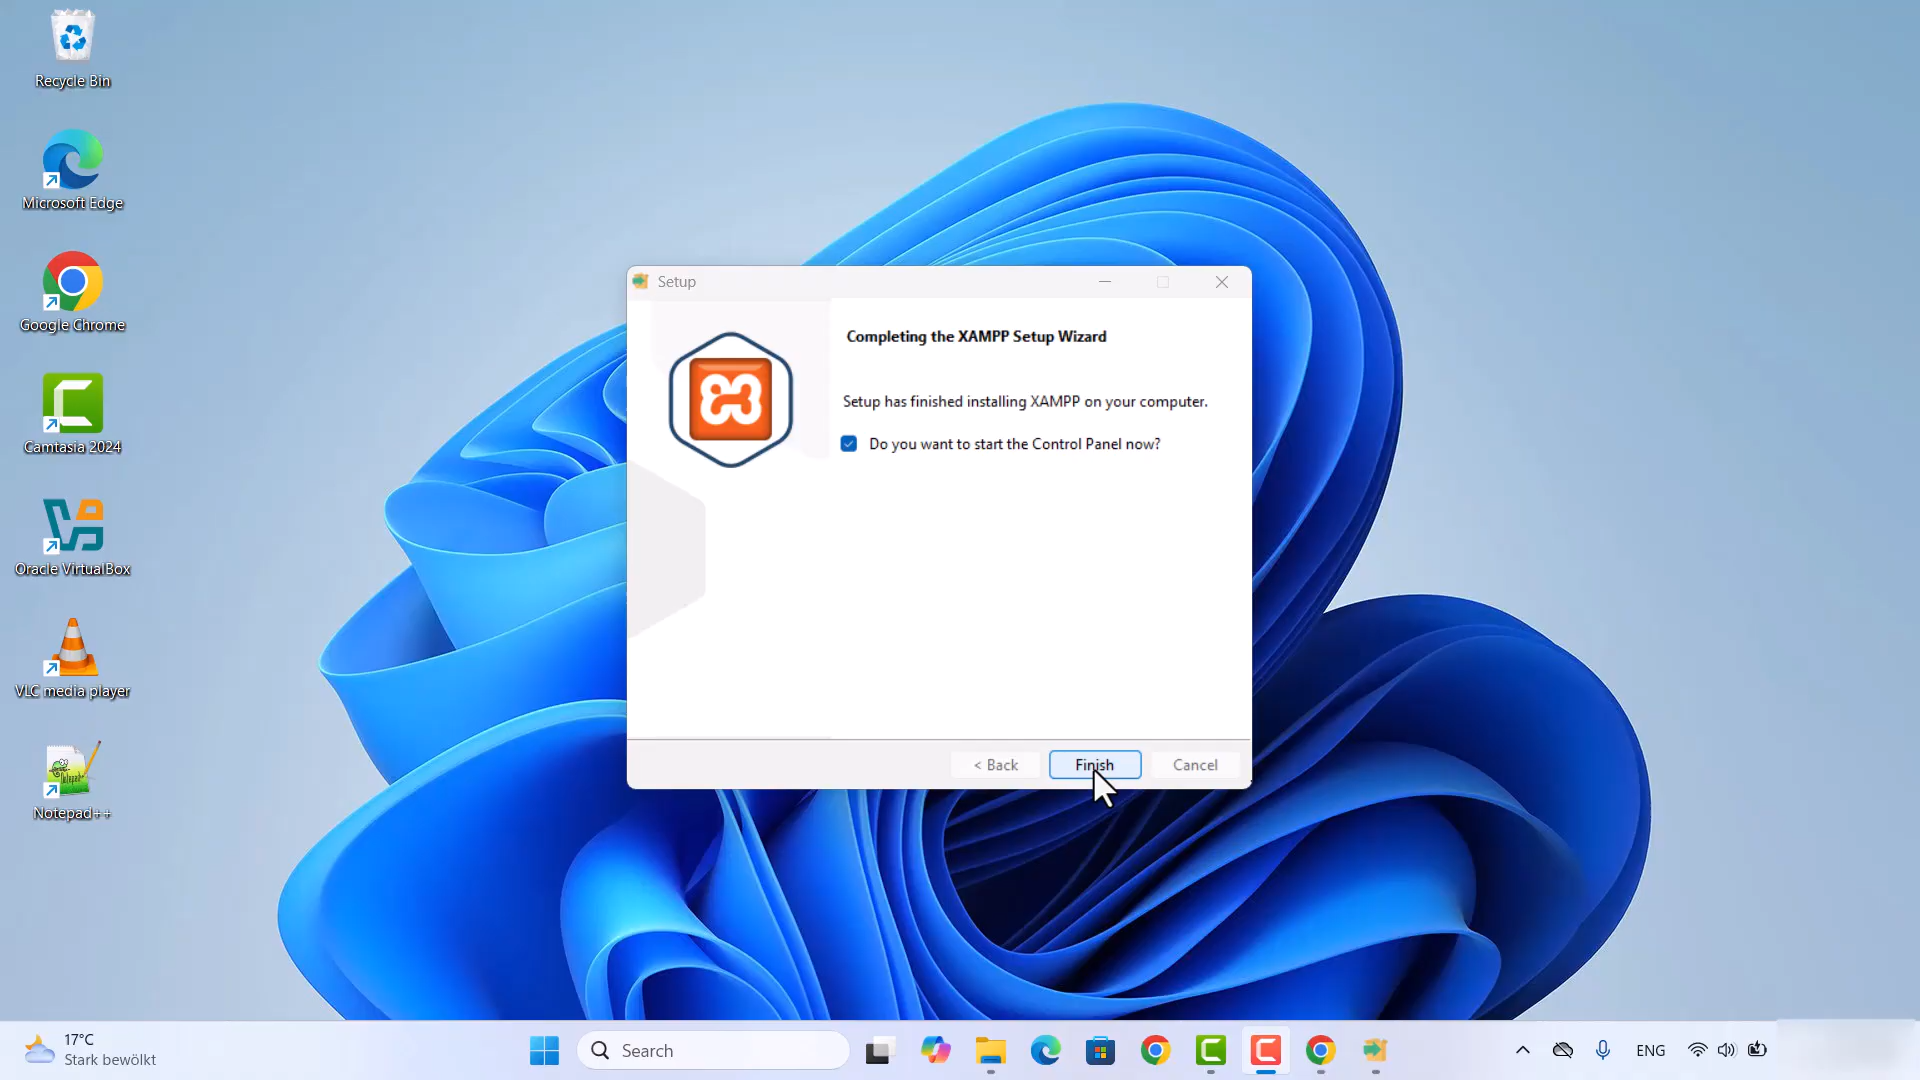 Recycle Bin
Microsoft Edge
Google Chrome
Camtasia 2024
Oracle VirtualBox
VLC media player
Notepad++
Setup
Completing the XAMPP Setup Wizard
Setup has finished installing XAMPP on your computer.
Do you want to start the Control Panel now?
< Back
Finish
Cancel
17°C
Stark bewölkt
Search
ENG